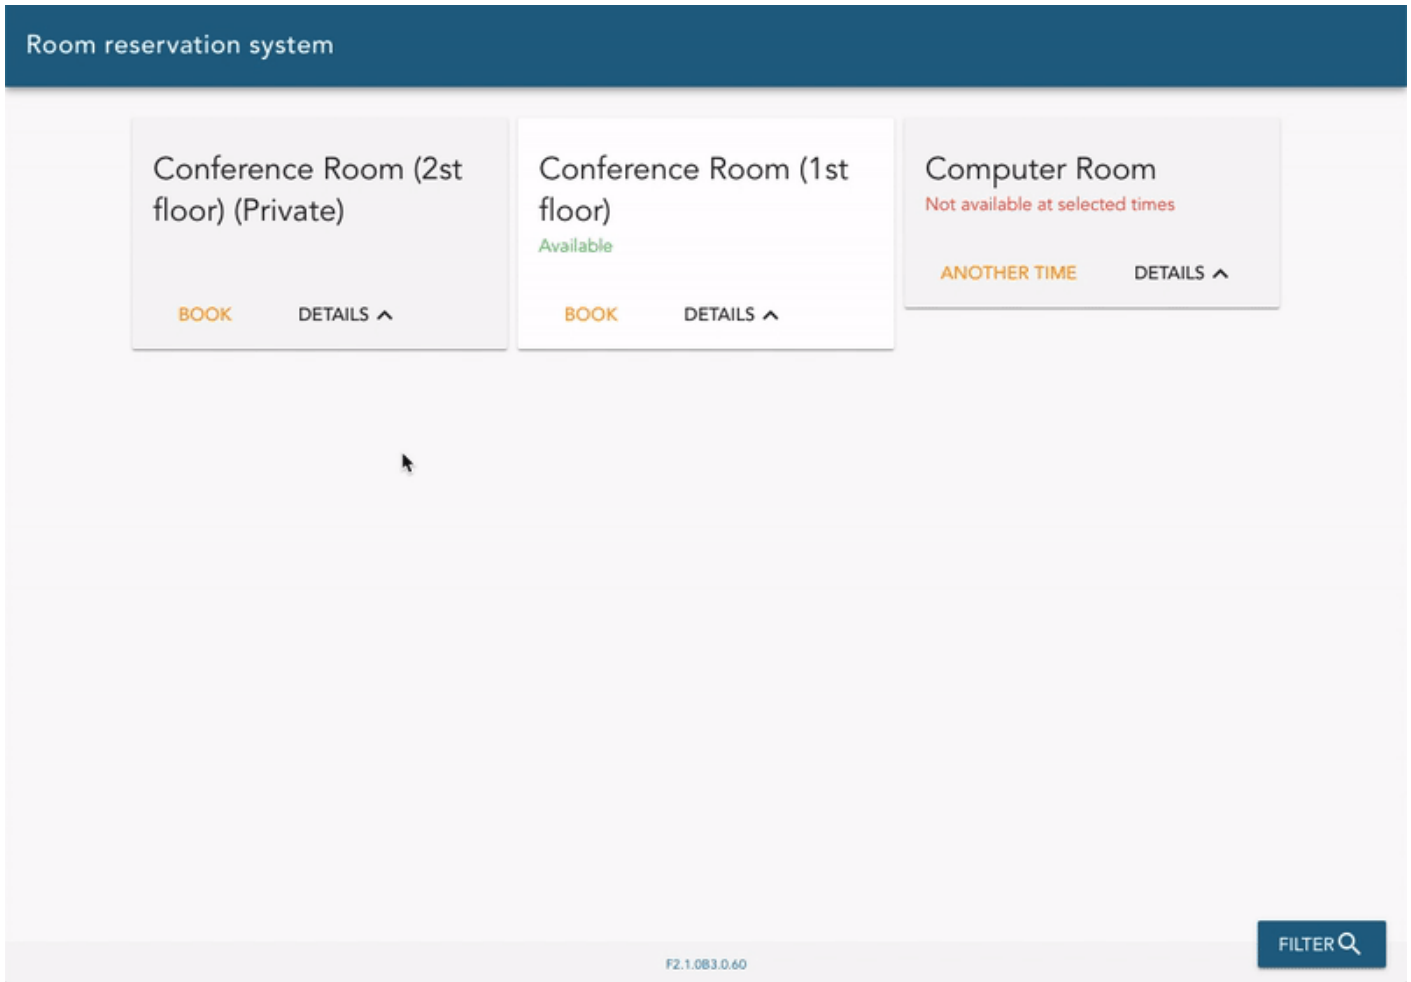 Room reservation system
Conference Room (2st
floor) (Private)
BOOK DETAILS
Conference Room (1st
floor)
Available
BOOK DETAILS
Computer Room
Not available at selected times
ANOTHER TIME DETAILS
FILTER
F2.1.0B3.0.60